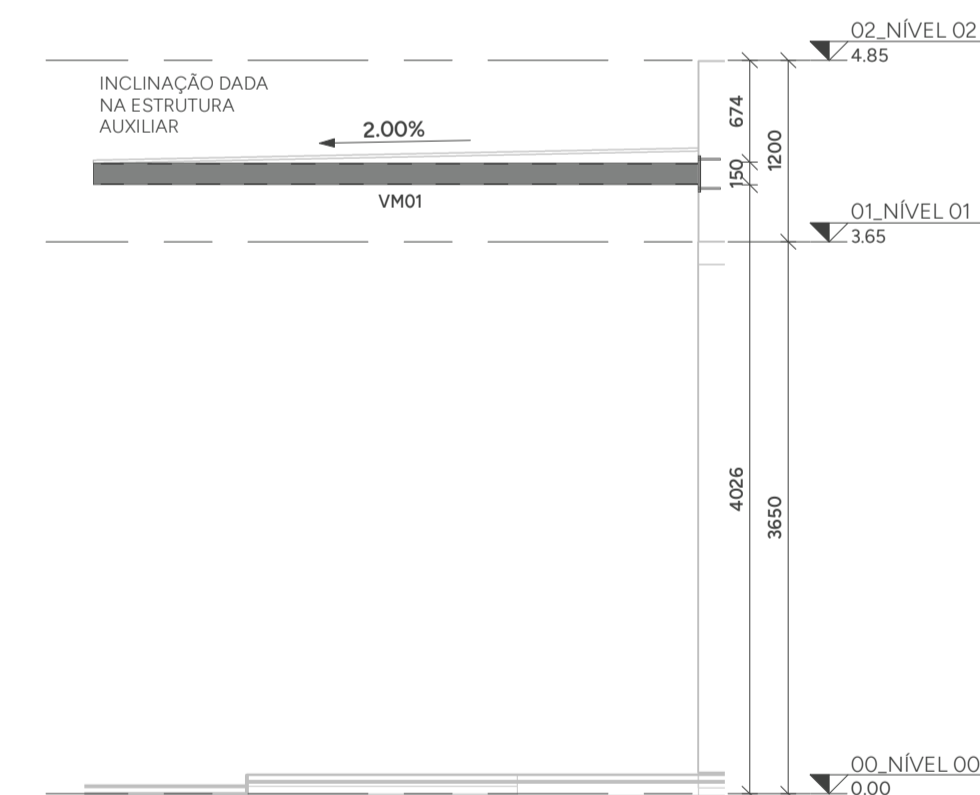 02_NÍVEL 02
4.85
INCLINAÇÃO DADA
NA ESTRUTURA
AUXILIAR
2.00%
674
1200
150
VM01
01_NÍVEL 01
3.65
4026
3650
00_NÍVEL 00
0.00